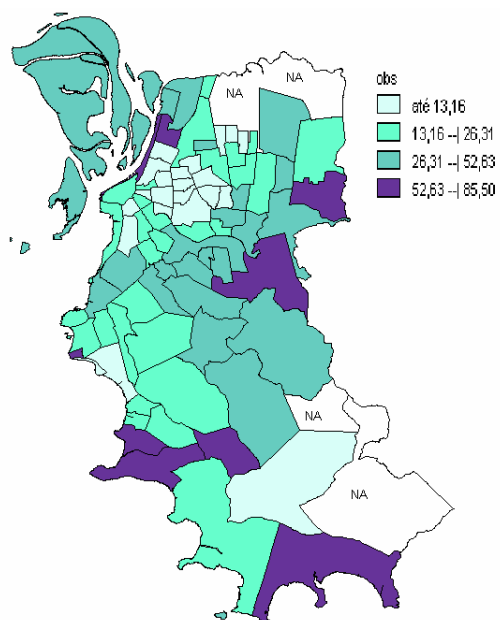 NA
NA
obs
até 13,16
13,16 --| 26,31
26,31 --| 52,63
52,63 --| 85,50
NA
NA